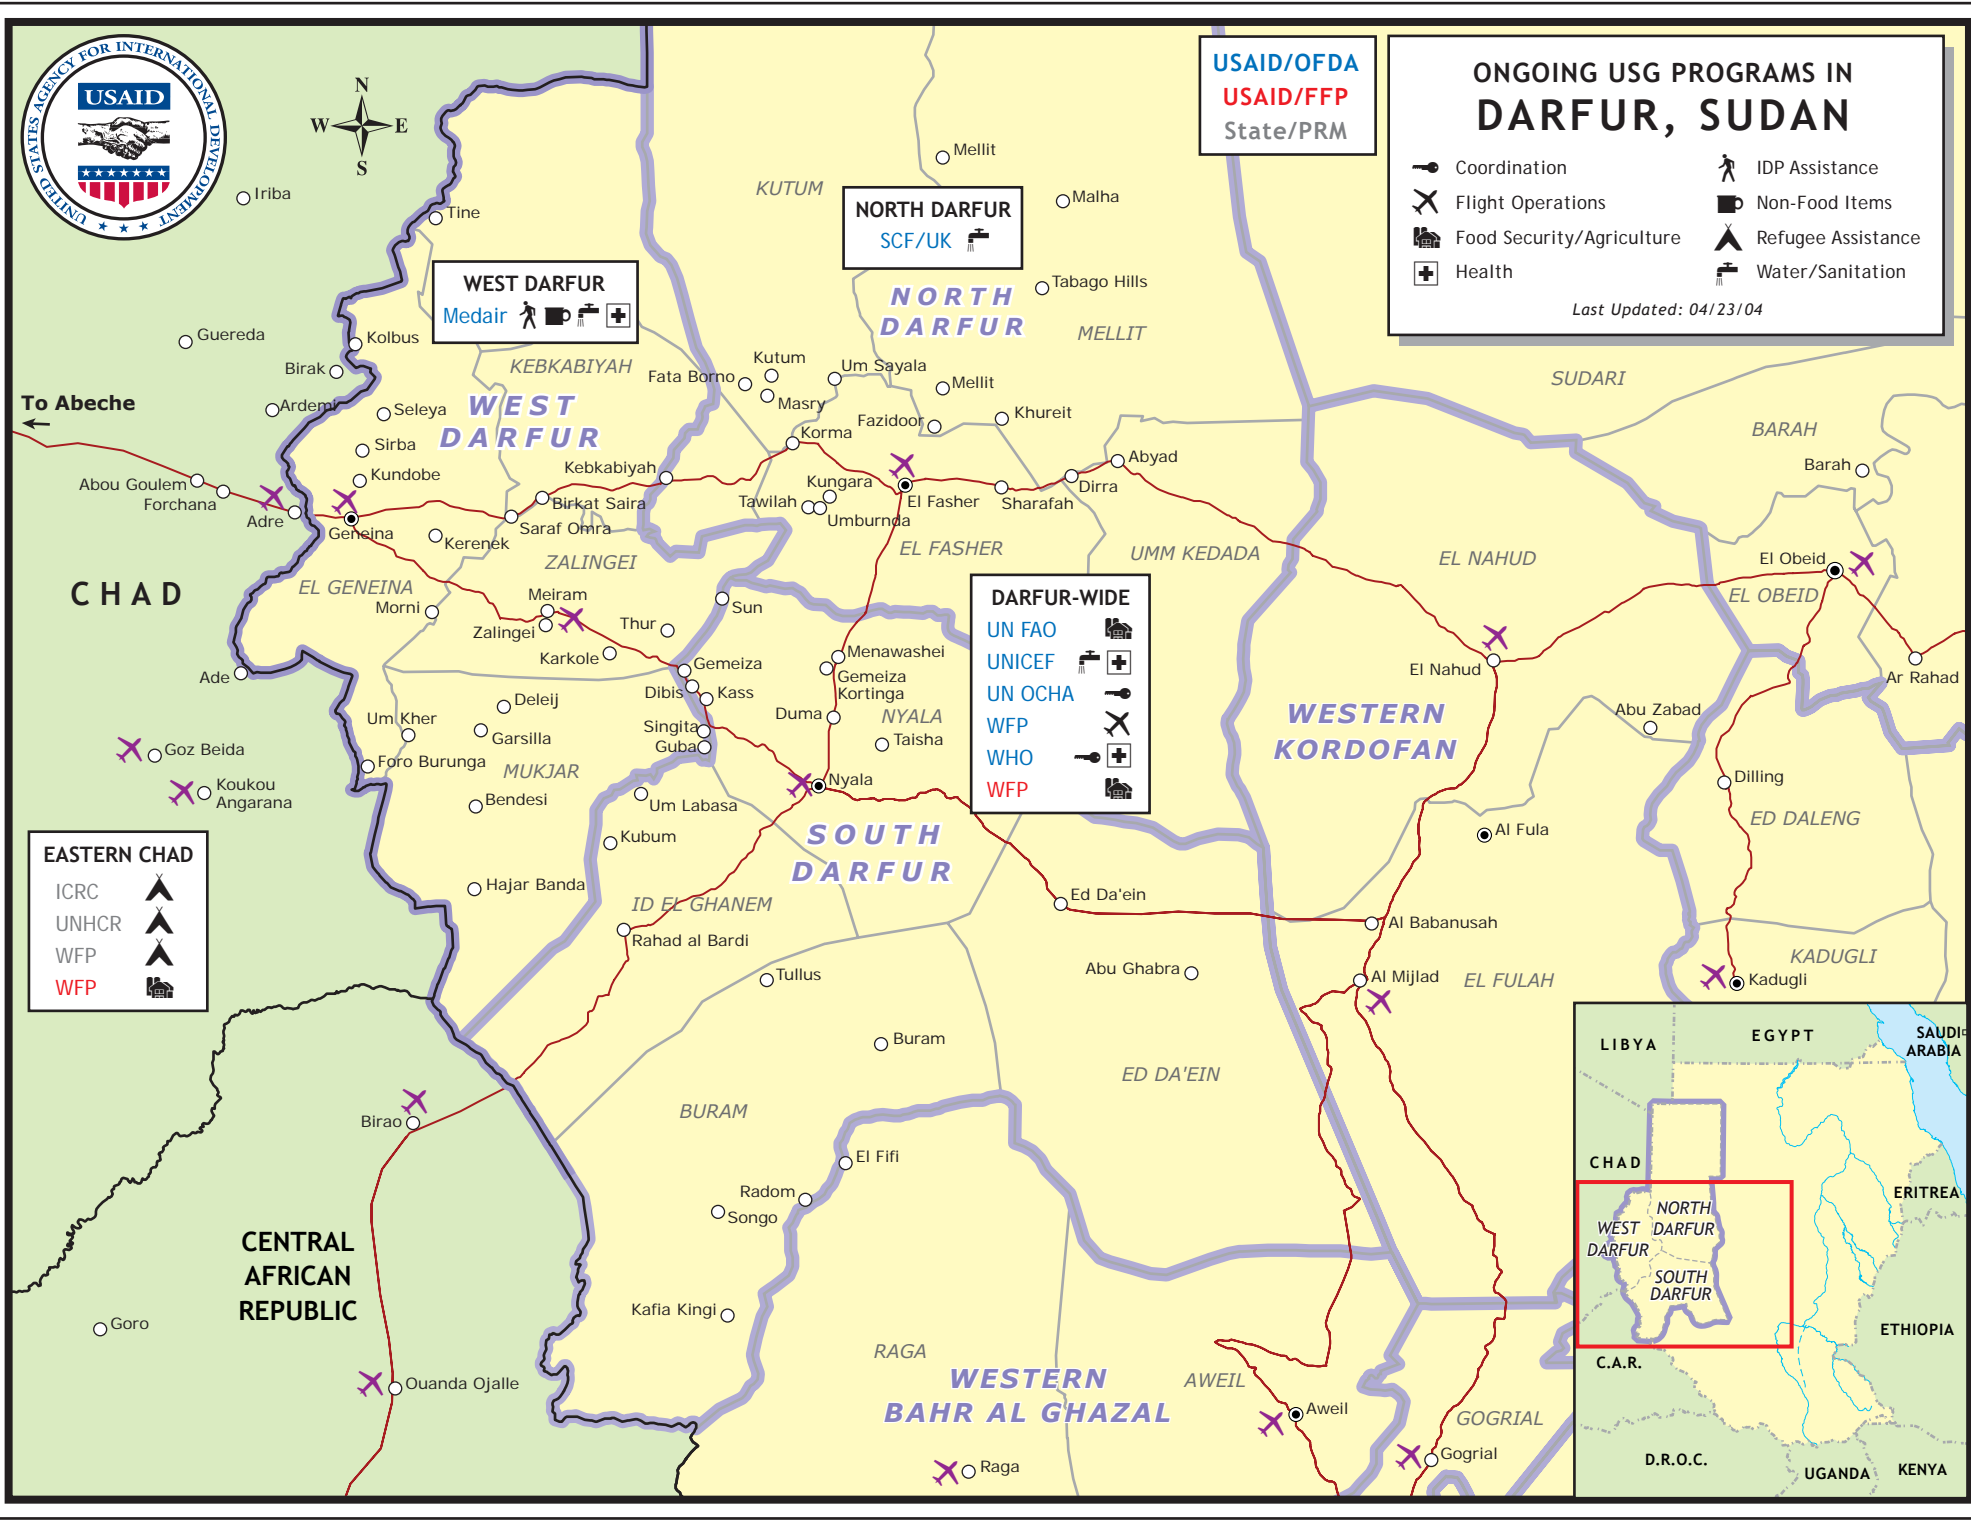 UNITED STATES AGENCY FOR INTERNATIONAL DEVELOPMENT
USAID
N
W
E
S
USAID/OFDA
USAID/FFP
State/PRM
ONGOING USG PROGRAMS IN
DARFUR, SUDAN
Coordination
IDP Assistance
Flight Operations
Non-Food Items
Food Security/Agriculture
Refugee Assistance
Health
Water/Sanitation
Last Updated: 04/23/04
Mellit
Iriba
KUTUM
Malha
Tine
NORTH DARFUR
SCF/UK
WEST DARFUR
Medair
Tabago Hills
NORTH
DARFUR
MELLIT
Guereda
Kolbus
Birak
KEBKABIYAH
Fata Borno
Kutum
Um Sayala
Mellit
SUDARI
To Abeche
Ardemi
Seleya
WEST
DARFUR
Masry
Fazidoor
Khureit
Korma
BARAH
Sirba
Abyad
Barah
Kundobe
Kebkabiyah
Abou Goulem
Forchana
Kungara
Dirra
Tawilah
El Fasher
Sharafah
Adre
Birkat Saira
Umburnda
Geneina
Saraf Omra
Kerenek
ZALINGEI
EL FASHER
UMM KEDADA
EL NAHUD
El Obeid
CHAD
EL GENEINA
EL OBEID
Morni
Meiram
Sun
Zalingei
Thur
DARFUR-WIDE
UN FAO
UNICEF
UN OCHA
WFP
WHO
WFP
Karkole
Menawashei
Gemeiza
Gemeiza
Kortinga
El Nahud
Ade
Ar Rahad
Dibis
Kass
Deleij
Um Kher
Duma
NYALA
WESTERN
KORDOFAN
Abu Zabad
Singita
Garsilla
Guba
Taisha
Goz Beida
Foro Burunga
MUKJAR
Nyala
Dilling
Koukou
Angarana
Bendesi
Um Labasa
ED DALENG
Kubum
SOUTH
DARFUR
Al Fula
EASTERN CHAD
ICRC
UNHCR
WFP
WFP
Hajar Banda
ID EL GHANEM
Ed Da'ein
Al Babanusah
Rahad al Bardi
KADUGLI
Tullus
Abu Ghabra
Al Mijlad
EL FULAH
Kadugli
Buram
ED DA'EIN
BURAM
Birao
El Fifi
Radom
Songo
CENTRAL
AFRICAN
REPUBLIC
Kafia Kingi
Goro
RAGA
WESTERN
BAHR AL GHAZAL
AWEIL
Ouanda Ojalle
Aweil
GOGRIAL
Gogrial
Raga
LIBYA
EGYPT
SAUDI
ARABIA
CHAD
ERITREA
NORTH
DARFUR
WEST
DARFUR
SOUTH
DARFUR
ETHIOPIA
C.A.R.
D.R.O.C.
UGANDA
KENYA